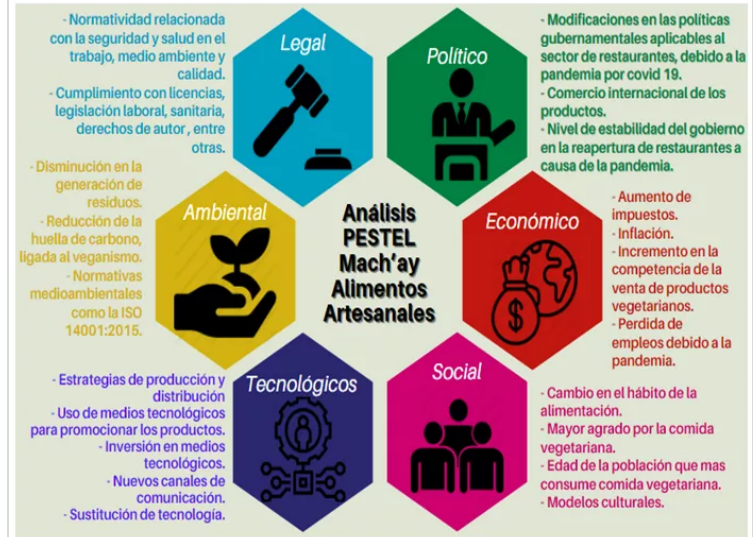 - Normatividad relacionada
con la seguridad y salud en el
trabajo, medio ambiente y
calidad.
- Cumplimiento con licencias,
legislación laboral, sanitaria,
derechos de autor , entre
otras.
Legal
Político
- Modificaciones en las políticas
gubernamentales aplicables al
sector de restaurantes, debido a la
pandemia por covid 19.
- Comercio internacional de los
productos.
- Nivel de estabilidad del gobierno
en la reapertura de restaurantes a
causa de la pandemia.
- Disminución en la
generación de
residuos.
- Reducción de la
huella de carbono,
ligada al veganismo.
- Normativas
medioambientales
como la ISO
14001:2015.
Ambiental
Análisis
PESTEL
Mach'ay
Alimentos
Artesanales
Económico
- Aumento de
impuestos.
- Inflación.
- Incremento en la
competencia de la
venta de productos
vegetarianos.
- Perdida de
empleos debido a la
pandemia.
- Estrategias de producción y
distribución
- Uso de medios tecnológicos
para promocionar los productos.
- Inversión en medios
tecnológicos.
- Nuevos canales de
comunicación.
- Sustitución de tecnología.
Tecnológicos
Social
- Cambio en el hábito de la
alimentación.
- Mayor agrado por la comida
vegetariana.
- Edad de la población que mas
consume comida vegetariana.
- Modelos culturales.